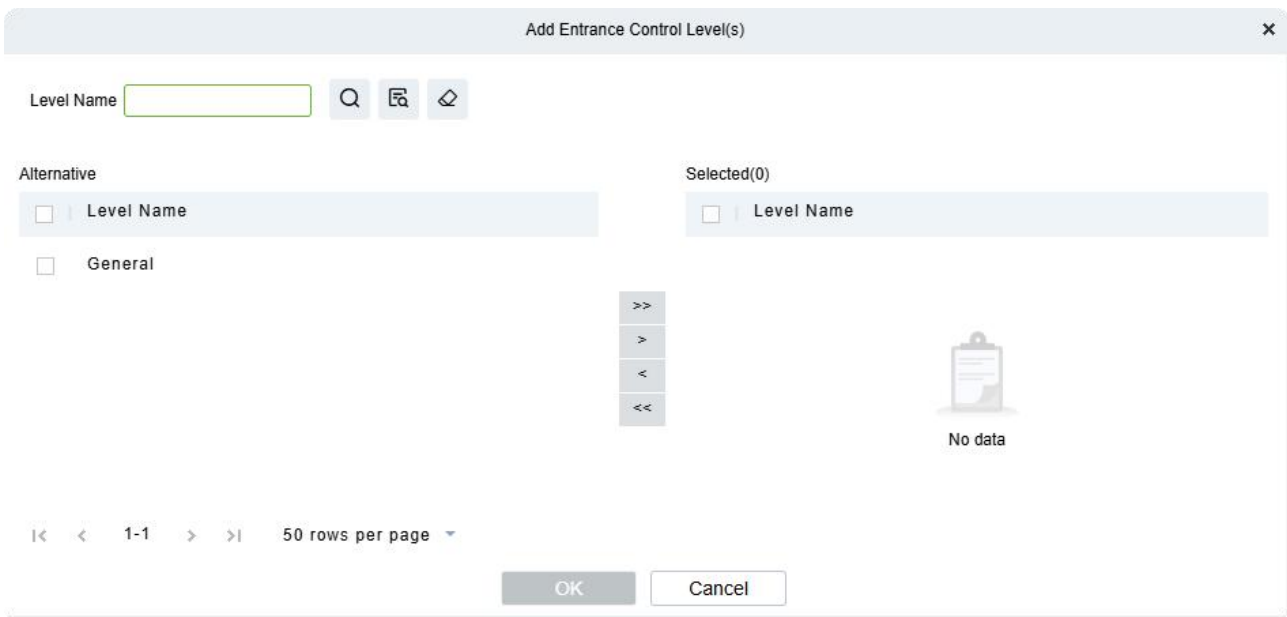 Add Entrance Control Level(s) ×
Level Name
Alternative
Selected(0)
Level Name
Level Name
General
>>
>
<
<<
No data
|< < 1-1 > >| 50 rows per page
OK
Cancel